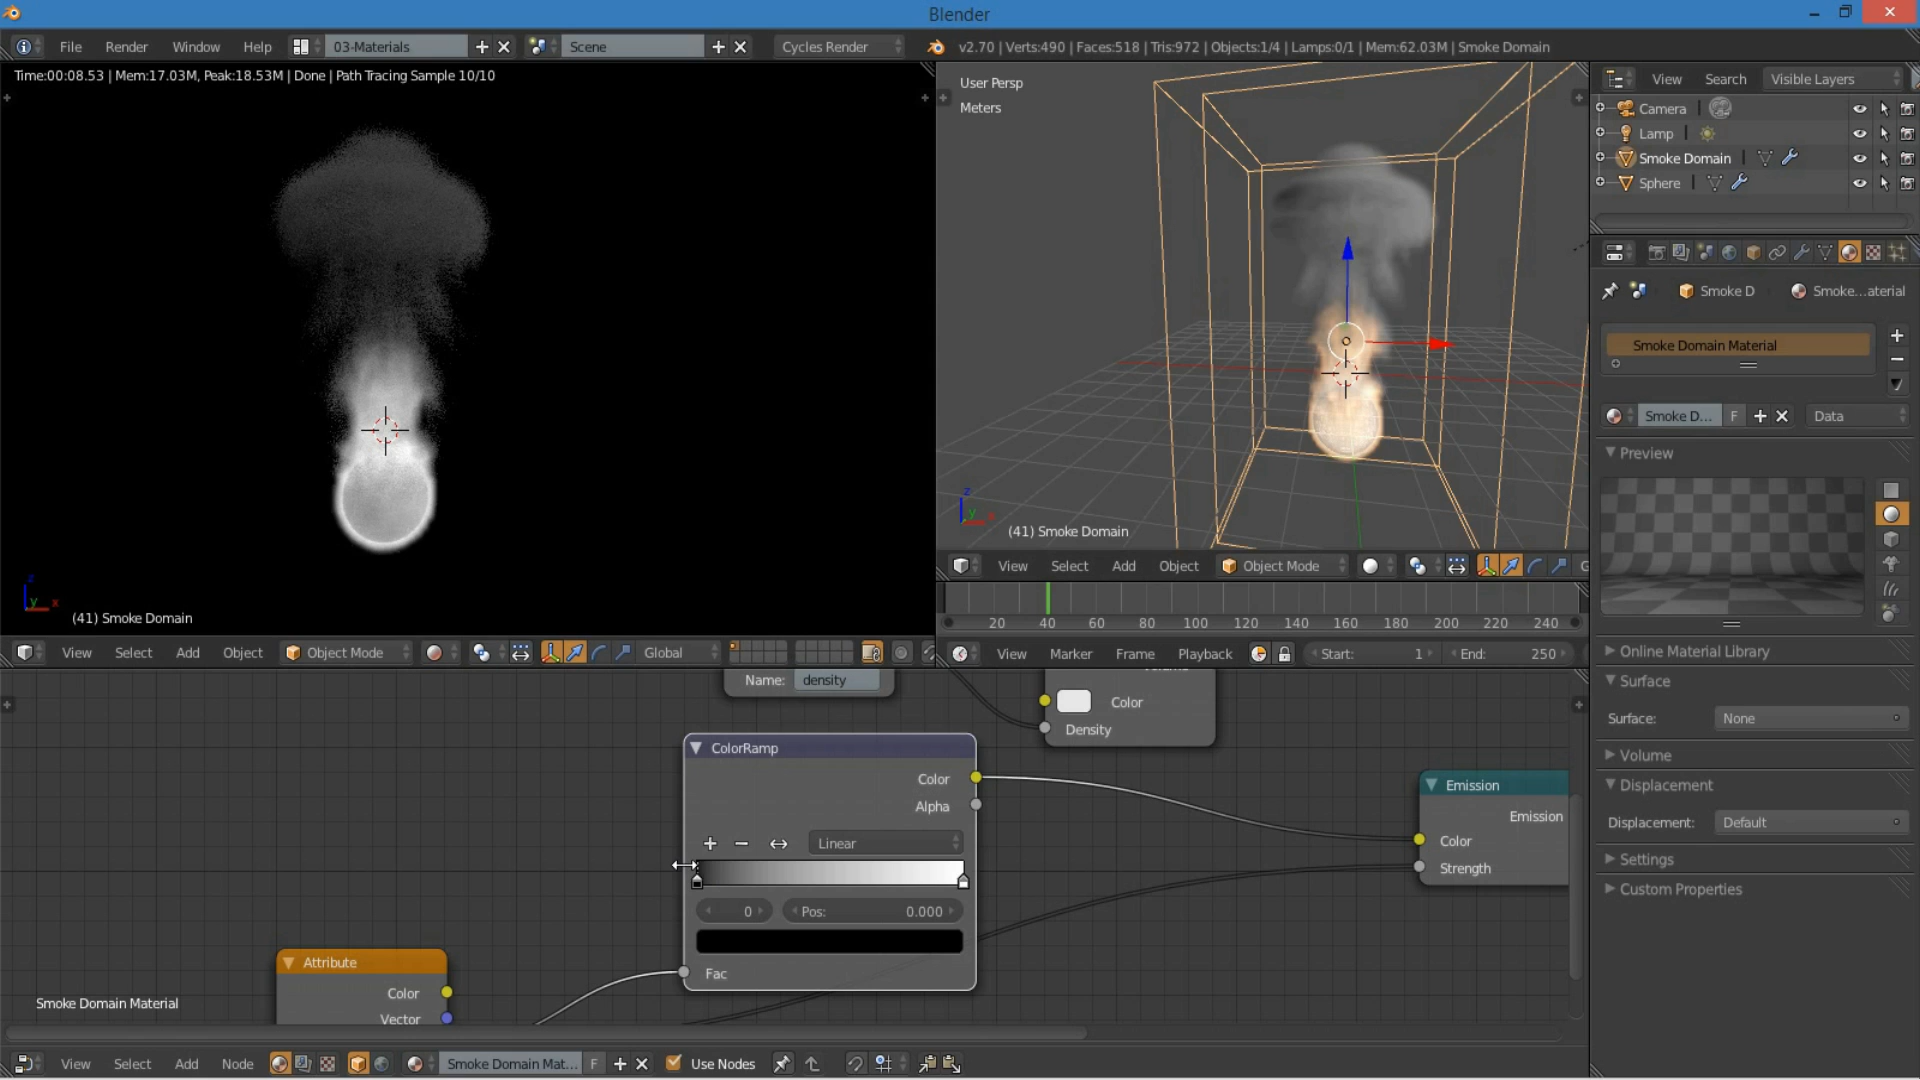 Blender
File Render Window Help 03-Materials Scene Cycles Render v2.70 | Verts:490 | Faces:518 | Tris:972 | Objects:1/4 | Lamps:0/1 | Mem:62.03M | Smoke Domain
Time:00:08.53 | Mem:17.03M, Peak:18.53M | Done | Path Tracing Sample 10/10
(41) Smoke Domain
View Select Add Object Object Mode Global
User Persp
Meters
(41) Smoke Domain
View Select Add Object Object Mode G
20 40 60 80 100 120 140 160 180 200 220 240
View Marker Frame Playback Start: 1 End: 250
Name: density
Color
Density
ColorRamp
Color
Alpha
Linear
0 Pos: 0.000
Fac
Emission
Emission
Color
Strength
Attribute
Color
Vector
Smoke Domain Material
View Select Add Node Smoke Domain Mat... F Use Nodes
View Search Visible Layers
Camera
Lamp
Smoke Domain
Sphere
Smoke D Smoke...aterial
Smoke Domain Material
Smoke D... F Data
Preview
Online Material Library
Surface
Surface: None
Volume
Displacement
Displacement: Default
Settings
Custom Properties
z
y x
z
y x